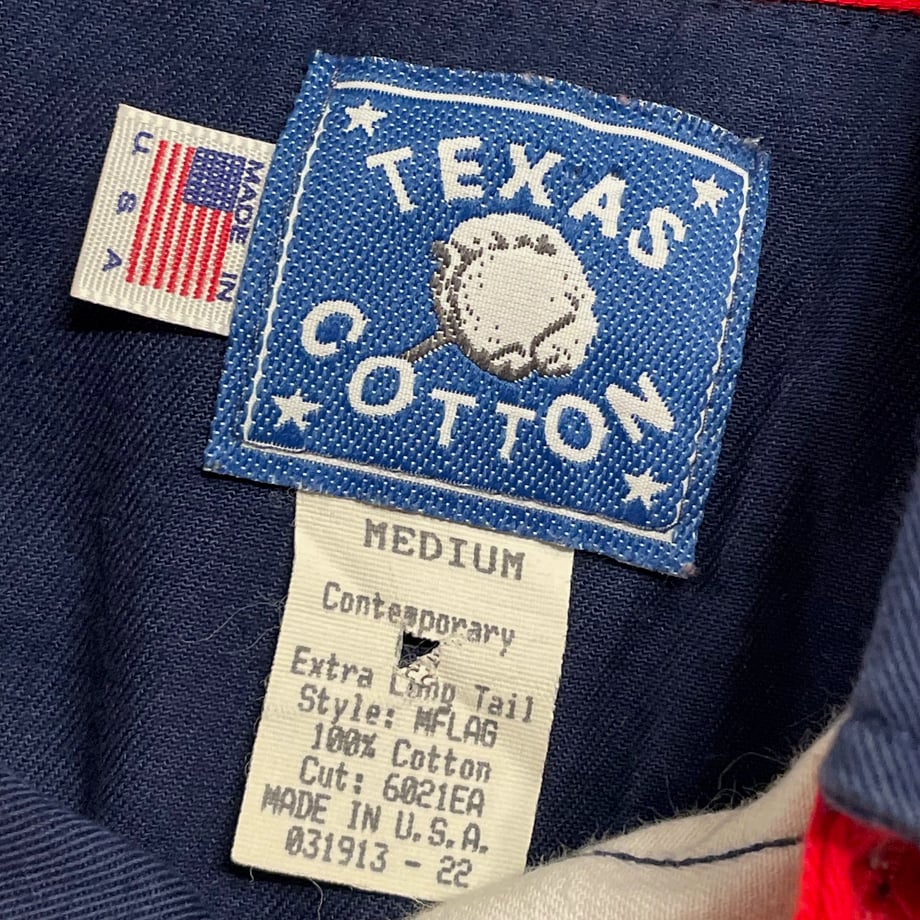 MADE IN
U S A
TEXAS
COTTON
MEDIUM
Contemporary
Extra Long Tail
Style: MFLAG
100% Cotton
Cut: 6021EA
MADE IN U.S.A.
031913 - 22